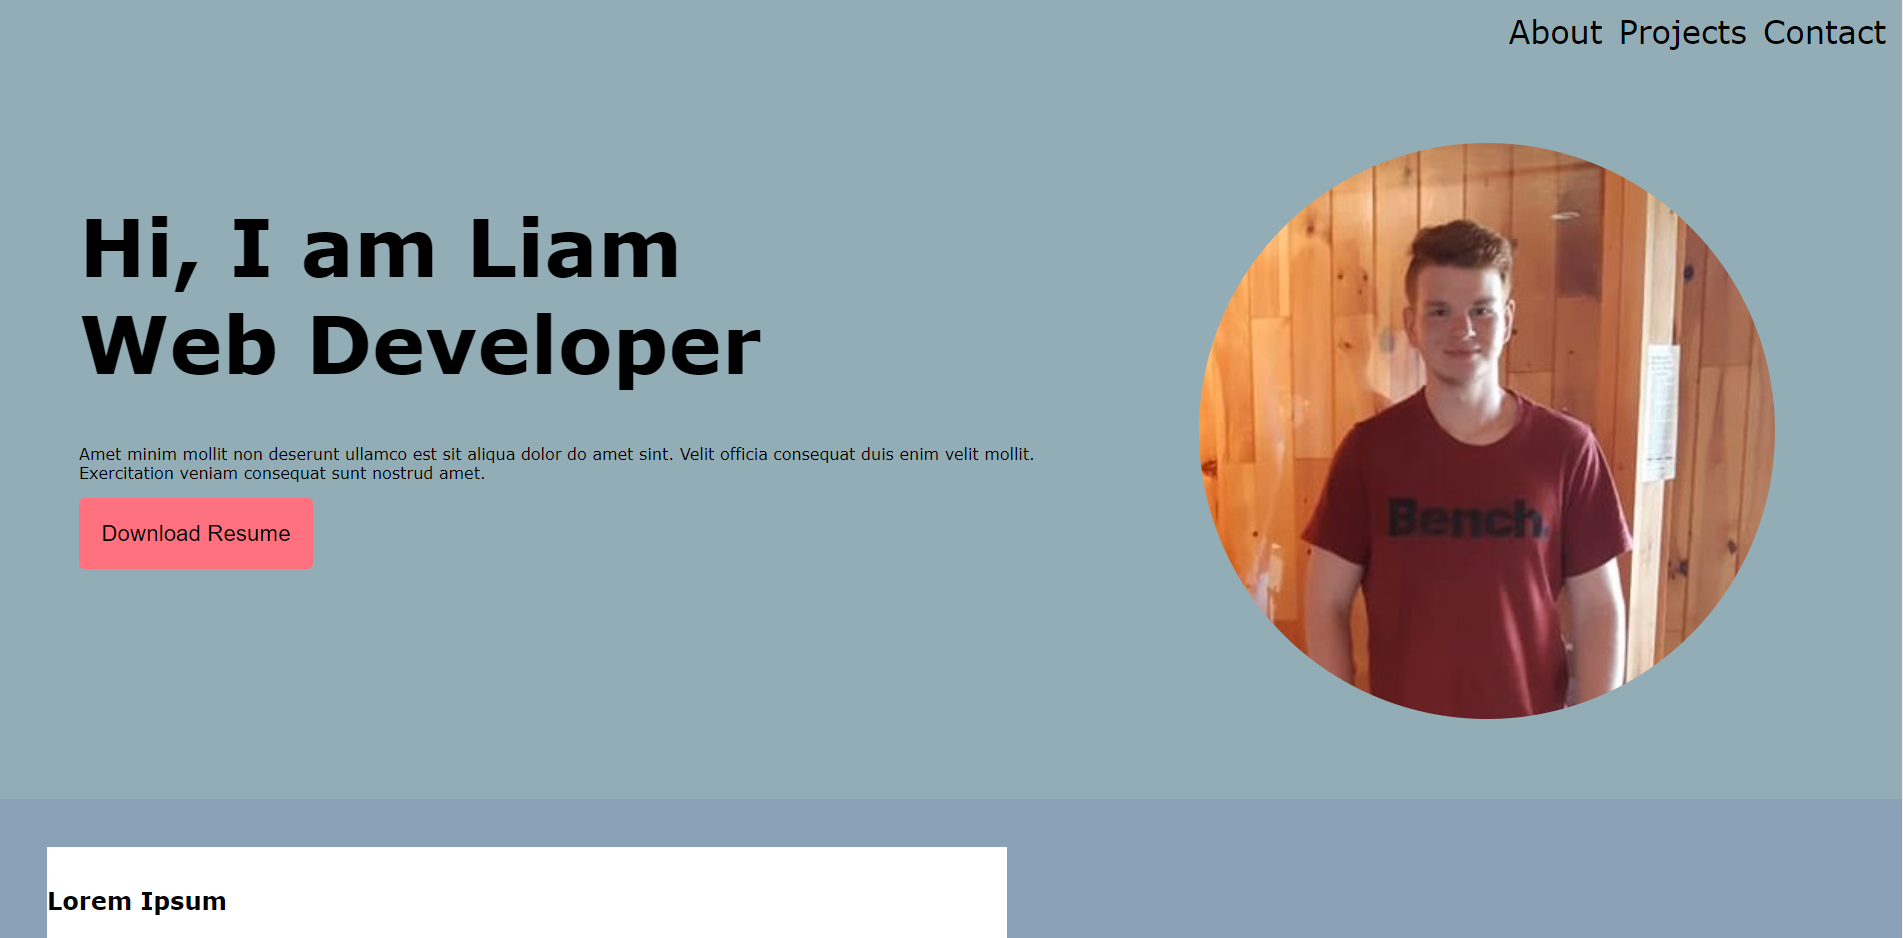 About Projects Contact
Hi, I am Liam
Web Developer
Amet minim mollit non deserunt ullamco est sit aliqua dolor do amet sint. Velit officia consequat duis enim velit mollit.
Exercitation veniam consequat sunt nostrud amet.
Download Resume
Bench.
Lorem Ipsum